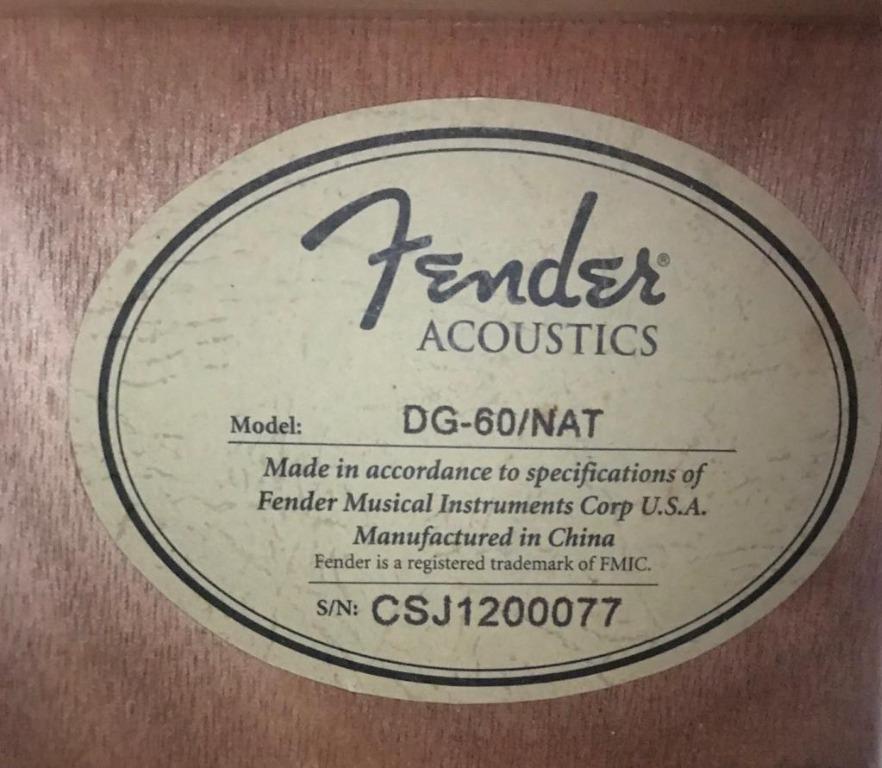 Fender®
ACOUSTICS
Model: DG-60/NAT
Made in accordance to specifications of
Fender Musical Instruments Corp U.S.A.
Manufactured in China
Fender is a registered trademark of FMIC.
S/N: CSJ1200077